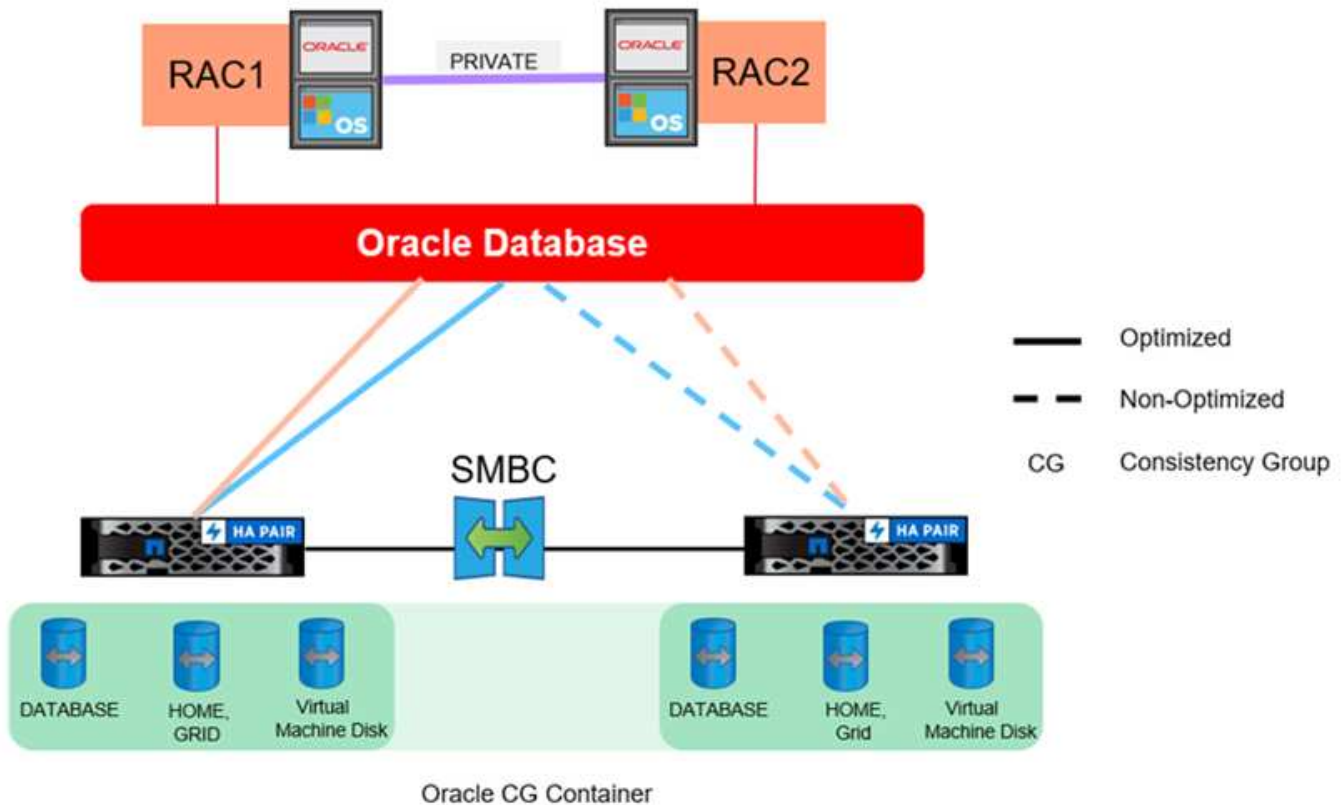 ORACLE
ORACLE
PRIVATE
RAC1
RAC2
OS
OS
Oracle Database
Optimized
Non-Optimized
CG Consistency Group
SMBC
HA PAIR
HA PAIR
DATABASE
HOME,
GRID
Virtual
Machine Disk
DATABASE
HOME,
Grid
Virtual
Machine Disk
Oracle CG Container